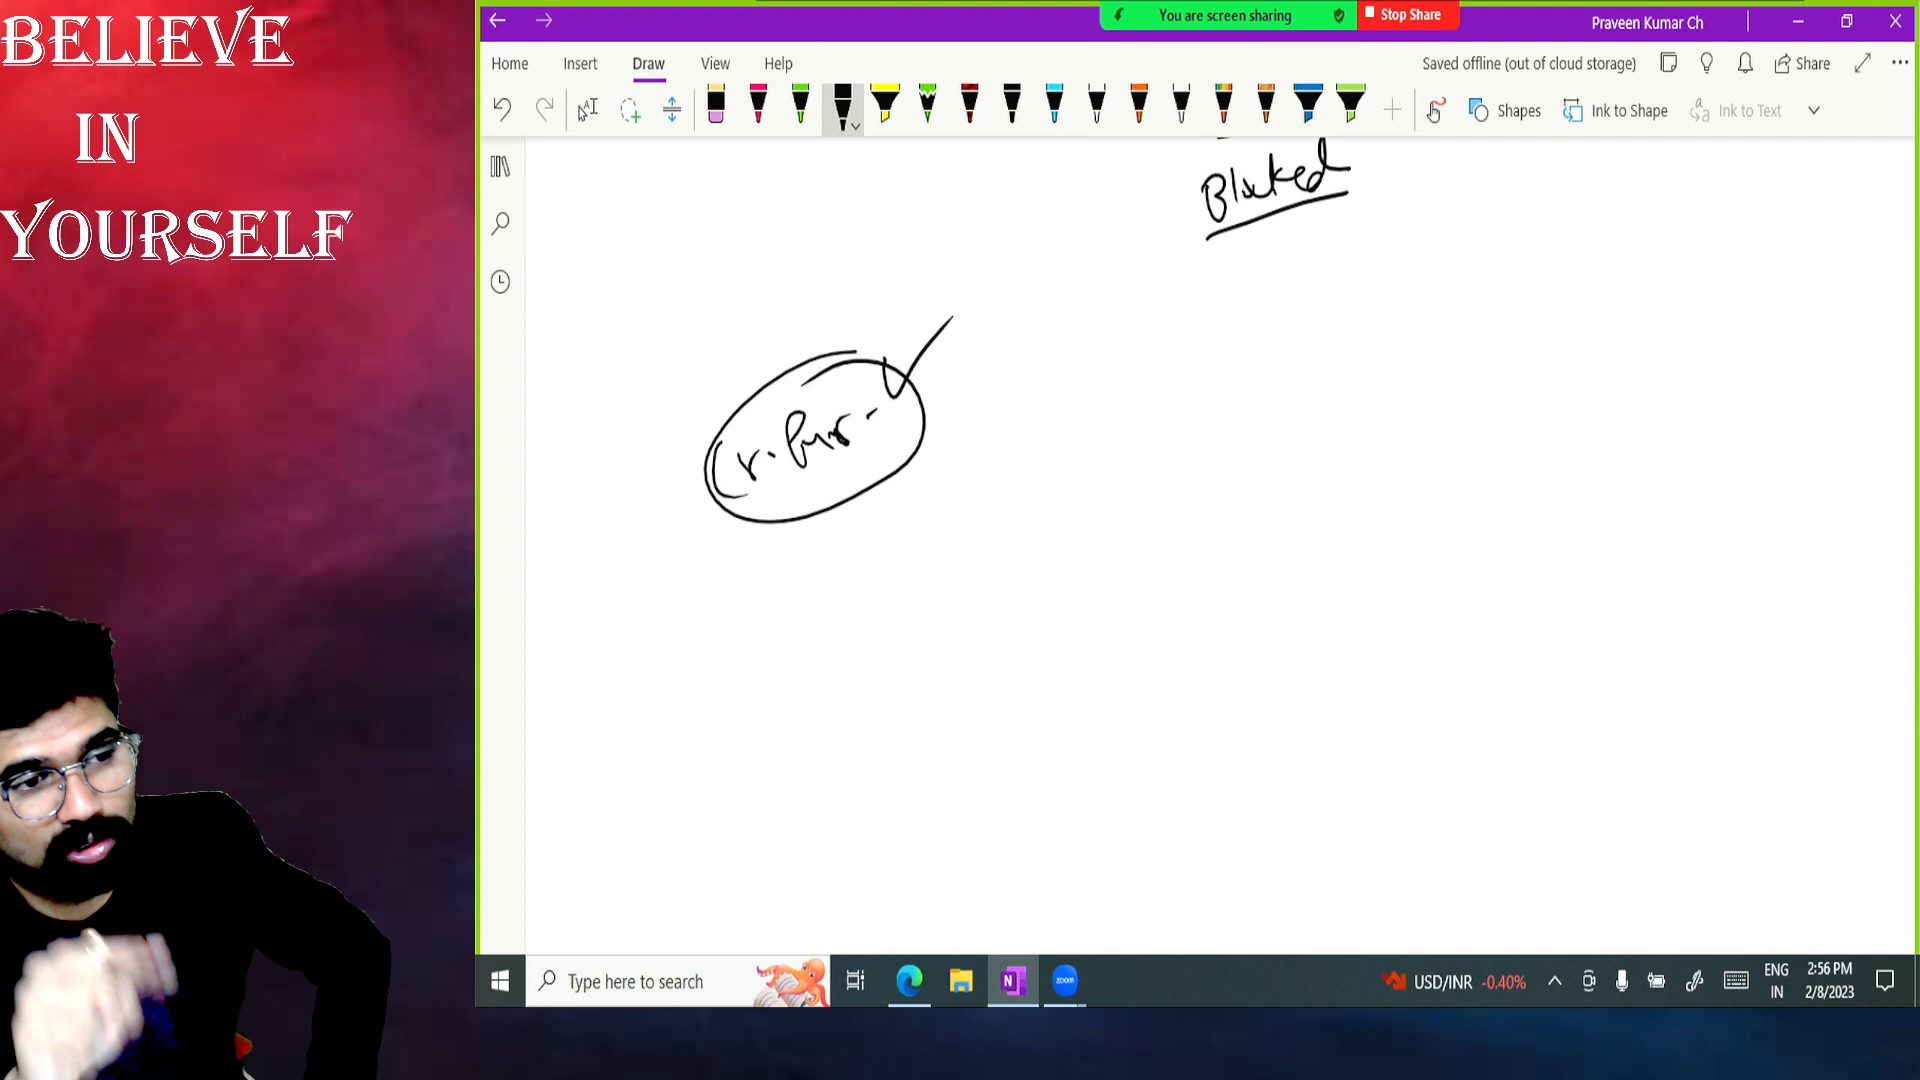 BELIEVE
IN
YOURSELF
You are screen sharing
Stop Share
Praveen Kumar Ch
Home Insert Draw View Help
Saved offline (out of cloud storage)
Share
Shapes
Ink to Shape
Ink to Text
Blocked
Type here to search
zoom
USD/INR -0.40%
ENG
IN
2:56 PM
2/8/2023